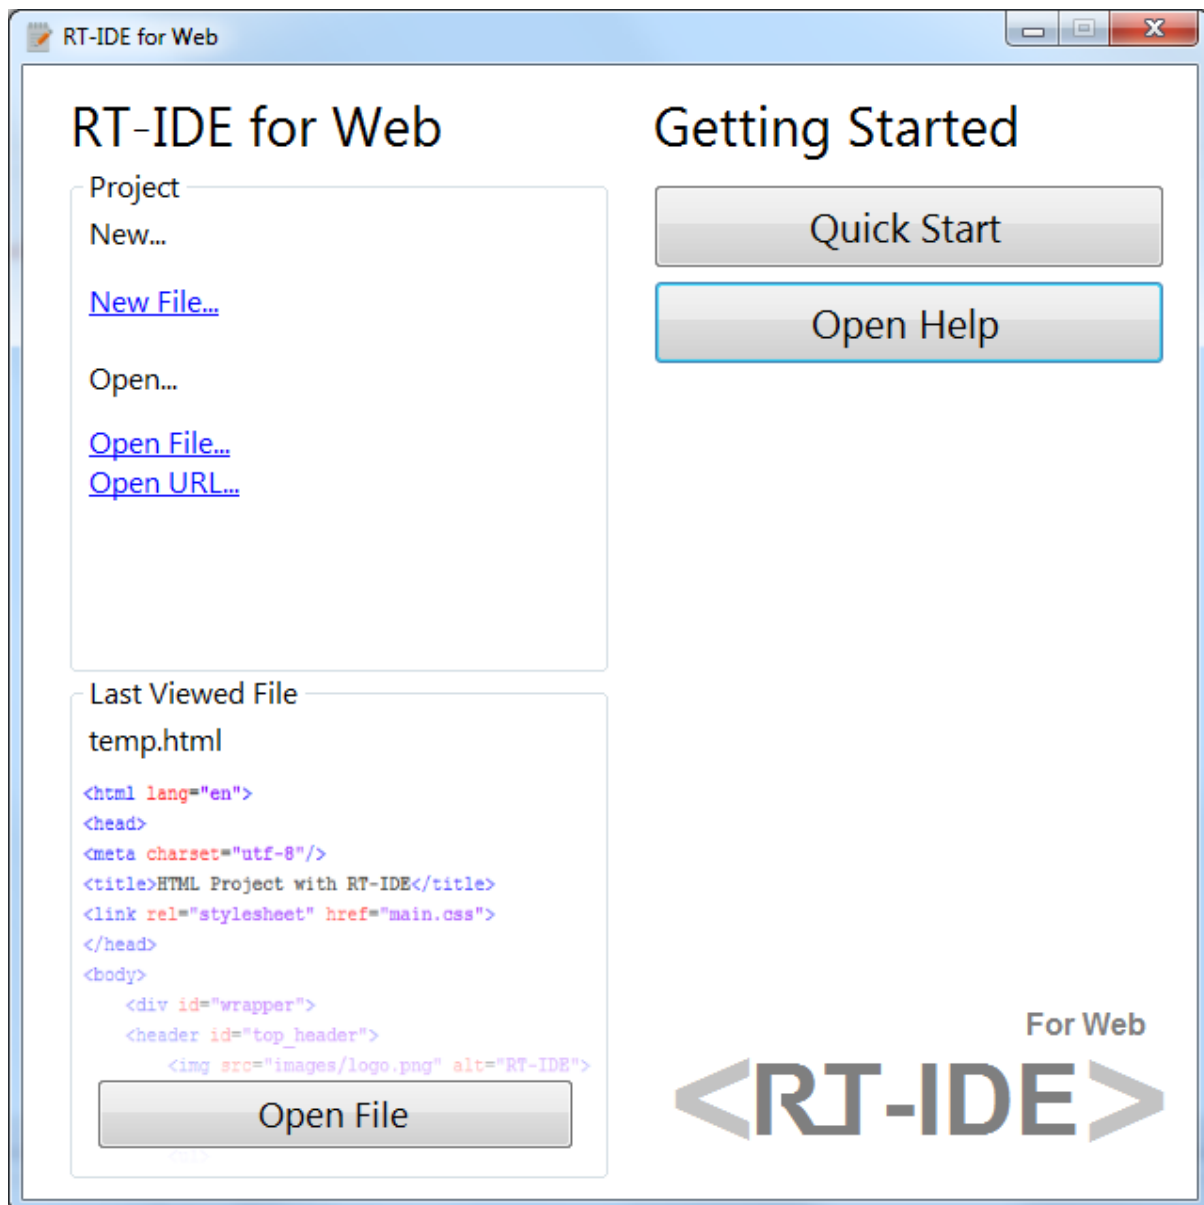 RT-IDE for Web
RT-IDE for Web
Project
New...
New File...
Open...
Open File...
Open URL...
Last Viewed File
temp.html
<html lang="en">
<head>
<meta charset="utf-8"/>
<title>HTML Project with RT-IDE</title>
<link rel="stylesheet" href="main.css">
</head>
<body>
<div id="wrapper">
<header id="top_header">
<img src="images/logo.png" alt="RT-IDE">
Open File
<ul>
Getting Started
Quick Start
Open Help
For Web
<RT-IDE>